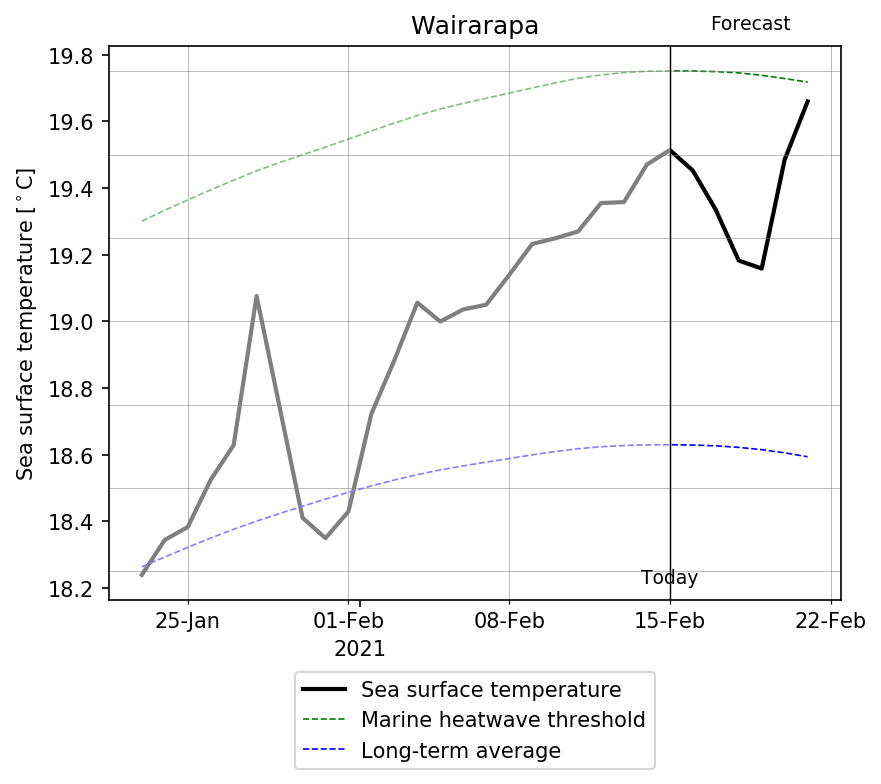 Wairarapa
Forecast
Sea surface temperature [°C]
19.8
19.6
19.4
19.2
19.0
18.8
18.6
18.4
18.2
Today
25-Jan 01-Feb 08-Feb 15-Feb 22-Feb
2021
Sea surface temperature
Marine heatwave threshold
Long-term average